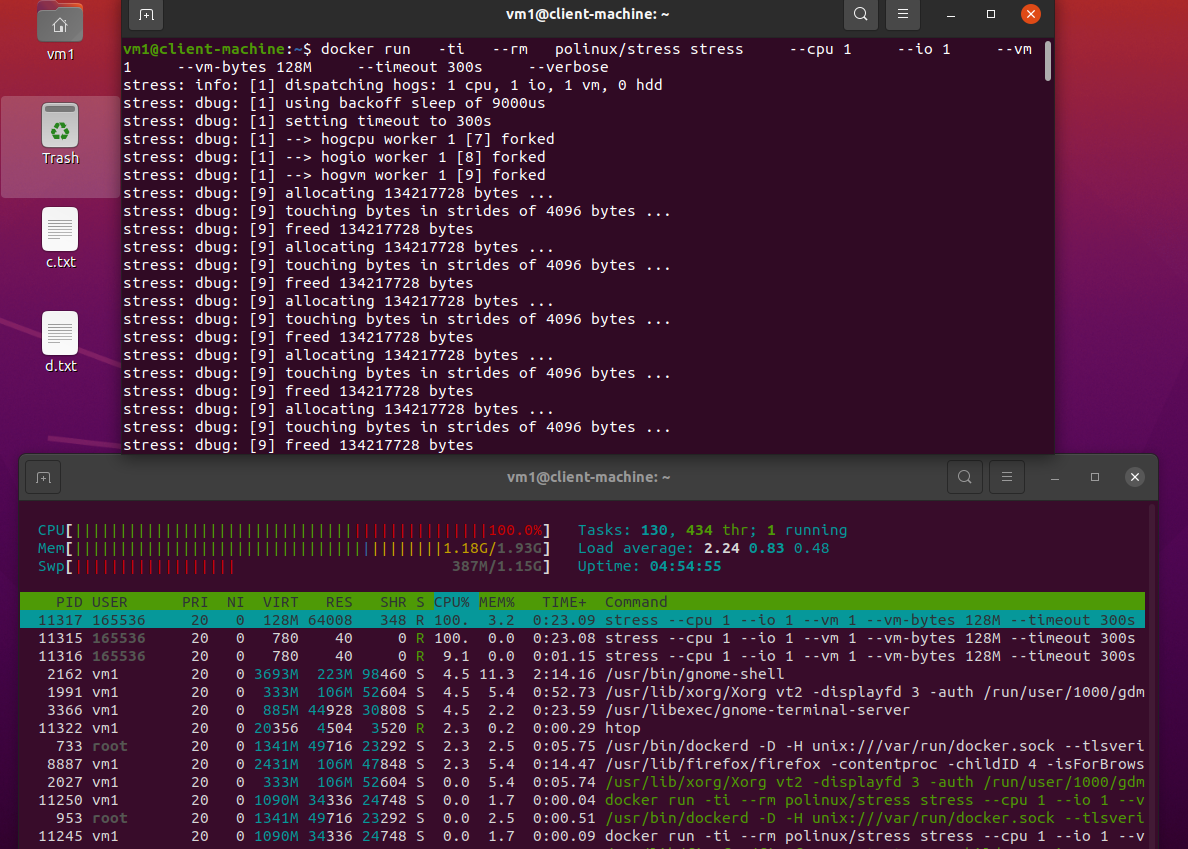 vm1
Trash
c.txt
d.txt
vm1@client-machine: ~
vm1@client-machine:~$ docker run   -ti   --rm   polinux/stress stress     --cpu 1     --io 1     --vm
1     --vm-bytes 128M     --timeout 300s     --verbose
stress: info: [1] dispatching hogs: 1 cpu, 1 io, 1 vm, 0 hdd
stress: dbug: [1] using backoff sleep of 9000us
stress: dbug: [1] setting timeout to 300s
stress: dbug: [1] --> hogcpu worker 1 [7] forked
stress: dbug: [1] --> hogio worker 1 [8] forked
stress: dbug: [1] --> hogvm worker 1 [9] forked
stress: dbug: [9] allocating 134217728 bytes ...
stress: dbug: [9] touching bytes in strides of 4096 bytes ...
stress: dbug: [9] freed 134217728 bytes
stress: dbug: [9] allocating 134217728 bytes ...
stress: dbug: [9] touching bytes in strides of 4096 bytes ...
stress: dbug: [9] freed 134217728 bytes
stress: dbug: [9] allocating 134217728 bytes ...
stress: dbug: [9] touching bytes in strides of 4096 bytes ...
stress: dbug: [9] freed 134217728 bytes
stress: dbug: [9] allocating 134217728 bytes ...
stress: dbug: [9] touching bytes in strides of 4096 bytes ...
stress: dbug: [9] freed 134217728 bytes
stress: dbug: [9] allocating 134217728 bytes ...
stress: dbug: [9] touching bytes in strides of 4096 bytes ...
stress: dbug: [9] freed 134217728 bytes
vm1@client-machine: ~
CPU[100.0%] Tasks: 130, 434 thr; 1 running
Mem[1.18G/1.93G] Load average: 2.24 0.83 0.48
Swp[387M/1.15G] Uptime: 04:54:55
PID USER PRI NI VIRT RES SHR S CPU% MEM% TIME+ Command
11317 165536 20 0 128M 64008 348 R 100. 3.2 0:23.09 stress --cpu 1 --io 1 --vm 1 --vm-bytes 128M --timeout 300s
11315 165536 20 0 780 40 0 R 100. 0.0 0:23.08 stress --cpu 1 --io 1 --vm 1 --vm-bytes 128M --timeout 300s
11316 165536 20 0 780 40 0 R 9.1 0.0 0:01.15 stress --cpu 1 --io 1 --vm 1 --vm-bytes 128M --timeout 300s
2162 vm1 20 0 3693M 223M 98460 S 4.5 11.3 2:14.16 /usr/bin/gnome-shell
1991 vm1 20 0 333M 106M 52604 S 4.5 5.4 0:52.73 /usr/lib/xorg/Xorg vt2 -displayfd 3 -auth /run/user/1000/gdm
3366 vm1 20 0 885M 44928 30808 S 4.5 2.2 0:23.59 /usr/libexec/gnome-terminal-server
11322 vm1 20 0 20356 4504 3520 R 2.3 0.2 0:00.29 htop
733 root 20 0 1341M 49716 23292 S 2.3 2.5 0:05.75 /usr/bin/dockerd -D -H unix:///var/run/docker.sock --tlsveri
8887 vm1 20 0 2431M 106M 47848 S 2.3 5.4 0:14.47 /usr/lib/firefox/firefox -contentproc -childID 4 -isForBrows
2027 vm1 20 0 333M 106M 52604 S 0.0 5.4 0:05.74 /usr/lib/xorg/Xorg vt2 -displayfd 3 -auth /run/user/1000/gdm
11250 vm1 20 0 1090M 34336 24748 S 0.0 1.7 0:00.04 docker run -ti --rm polinux/stress stress --cpu 1 --io 1 --v
953 root 20 0 1341M 49716 23292 S 0.0 2.5 0:00.51 /usr/bin/dockerd -D -H unix:///var/run/docker.sock --tlsveri
11245 vm1 20 0 1090M 34336 24748 S 0.0 1.7 0:00.09 docker run -ti --rm polinux/stress stress --cpu 1 --io 1 --v